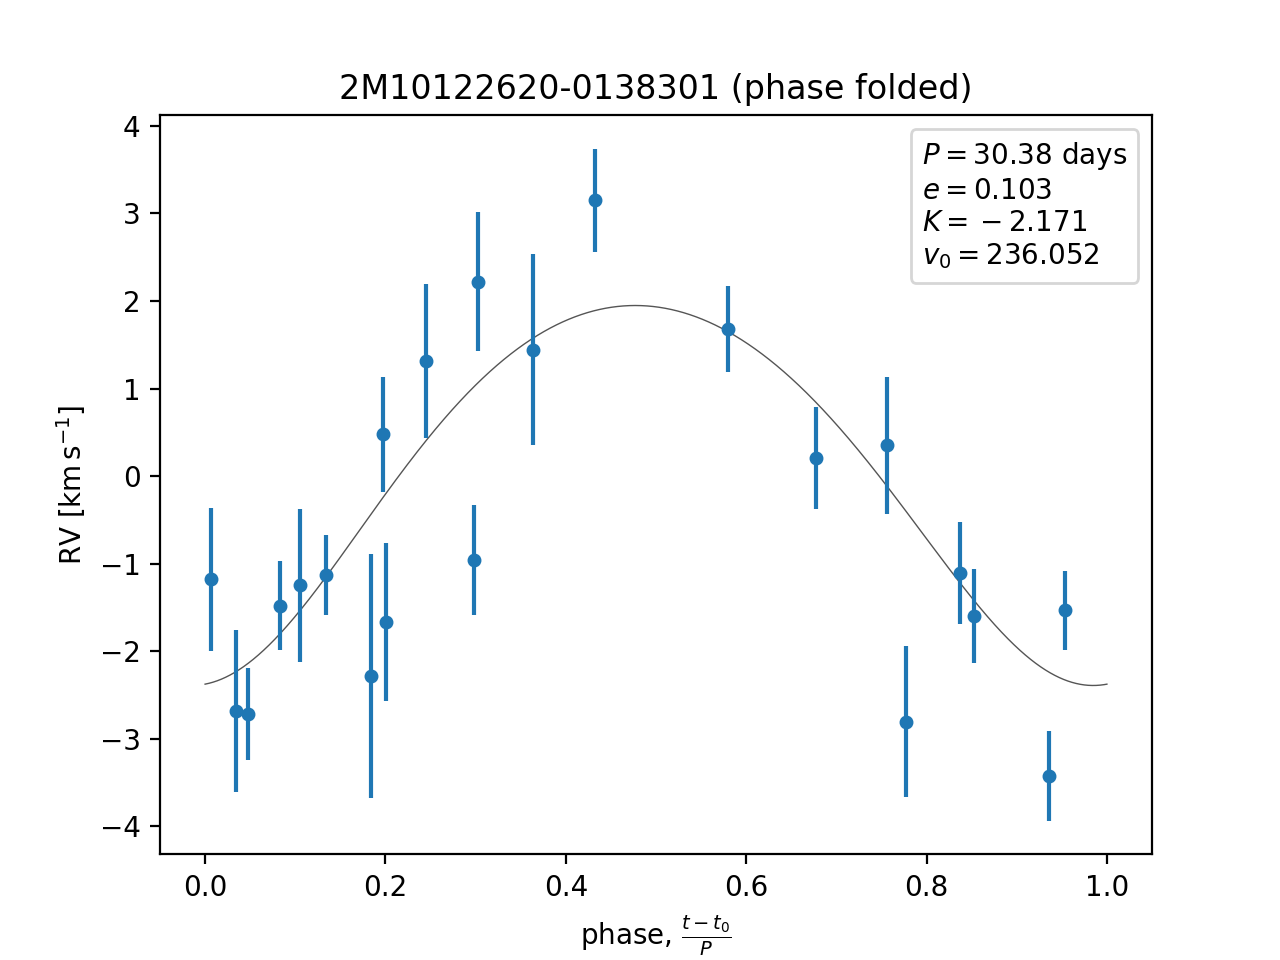 2M10122620-0138301 (phase folded)
P = 30.38 days
e = 0.103
K = −2.171
v₀ = 236.052
4
3
2
1
0
−1
−2
−3
−4
RV [km s⁻¹]
0.0 0.2 0.4 0.6 0.8 1.0
phase, (t − t₀)/P